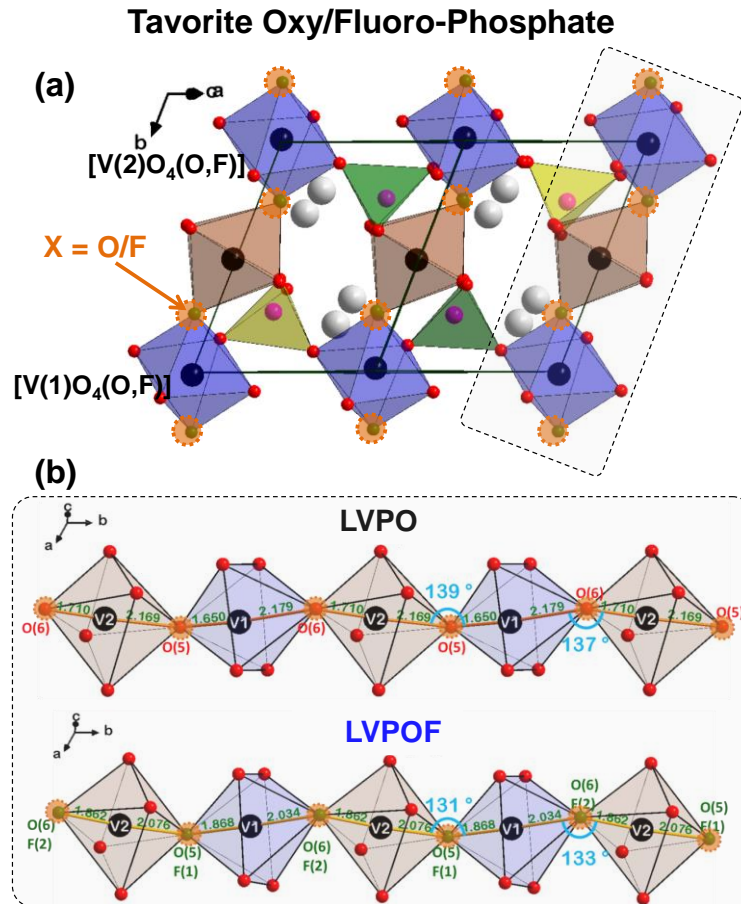 Tavorite Oxy/Fluoro-Phosphate
(a)
ca
b
[V(2)O₄(O,F)]
X = O/F
[V(1)O₄(O,F)]
(b)
LVPO
c
b
a
139 °
O(6)
1.710 2.169 1.650 2.179 1.710 2.169 1.650 2.179 1.710 2.169
O(5)
V2 V1 V2 V1 V2
O(6) O(5) O(6) O(5)
137 °
LVPOF
c
b
a
131 °
O(6)
F(2)
1.862 2.076 1.868 2.034 1.862 2.076 1.868 2.034 1.862 2.076
O(5)
F(1)
V2 V1 V2 V1 V2
O(6) O(5) O(6) O(5)
F(2) F(1) F(2) F(1)
133 °